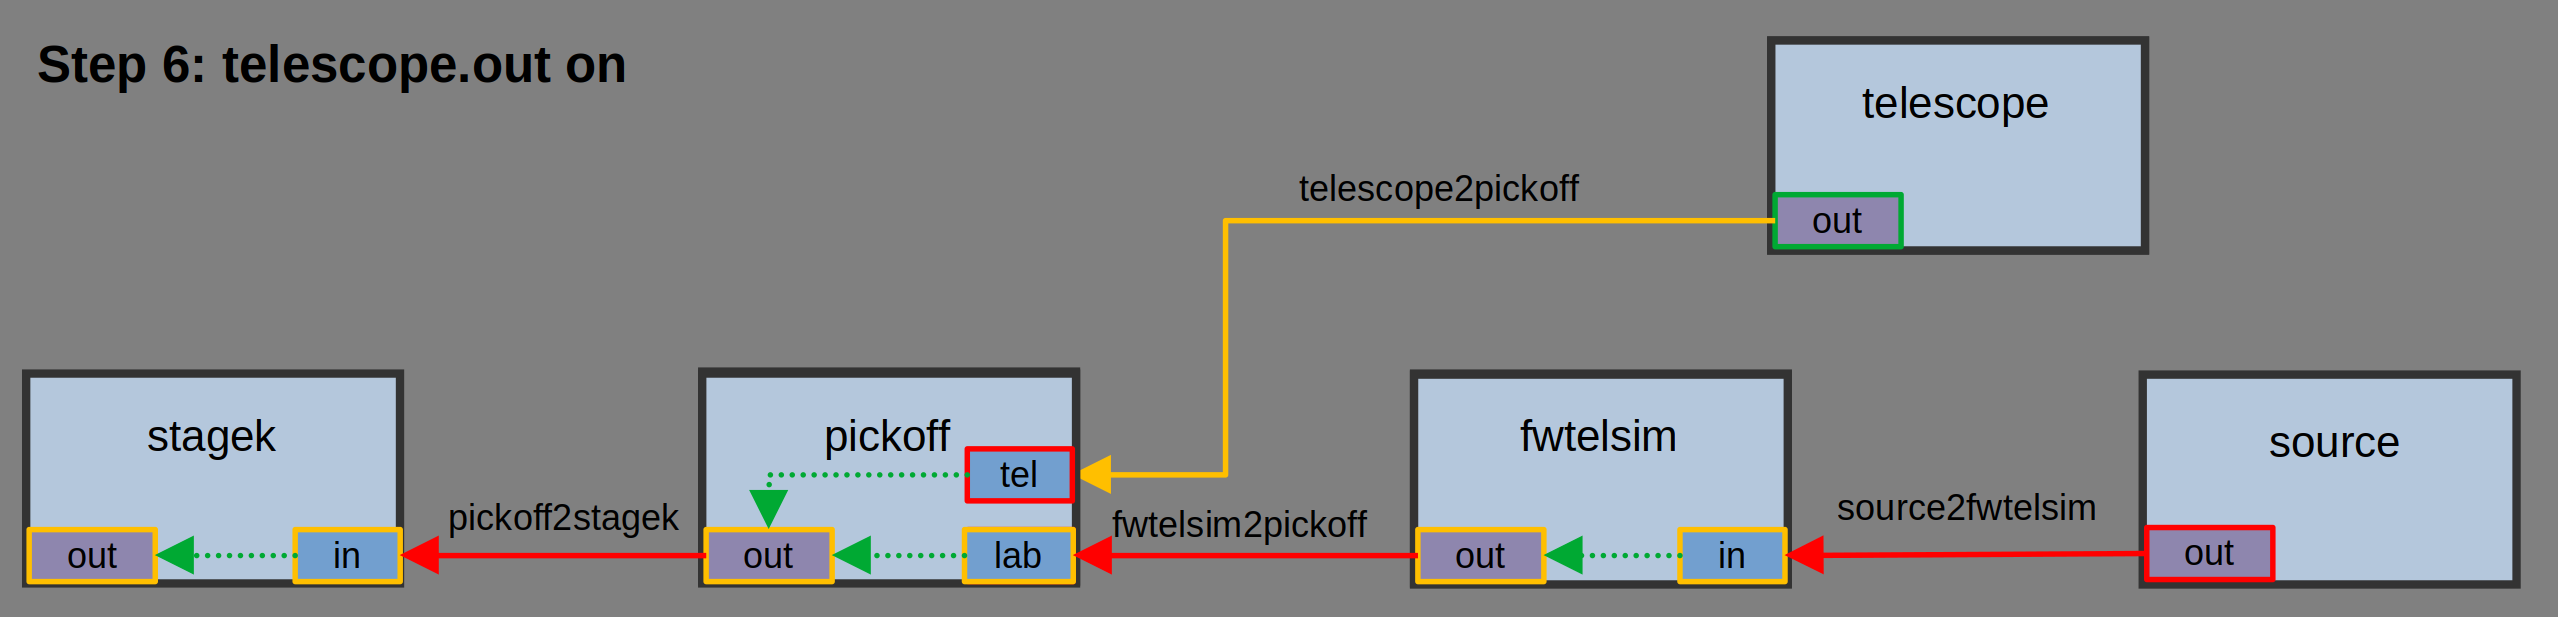 Step 6: telescope.out on
telescope
telescope2pickoff
out
stagek
pickoff
fwtelsim
source
tel
pickoff2stagek
fwtelsim2pickoff
source2fwtelsim
out
in
out
lab
out
in
out